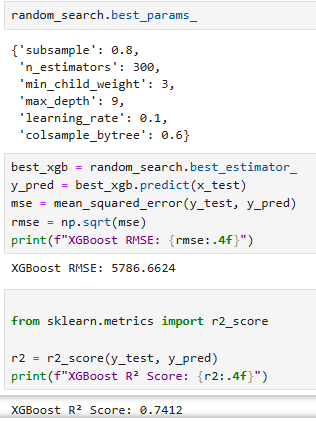 random_search.best_params_
{'subsample': 0.8,
 'n_estimators': 300,
 'min_child_weight': 3,
 'max_depth': 9,
 'learning_rate': 0.1,
 'colsample_bytree': 0.6}
best_xgb = random_search.best_estimator_
y_pred = best_xgb.predict(x_test)
mse = mean_squared_error(y_test, y_pred)
rmse = np.sqrt(mse)
print(f"XGBoost RMSE: {rmse:.4f}")
XGBoost RMSE: 5786.6624
from sklearn.metrics import r2_score
r2 = r2_score(y_test, y_pred)
print(f"XGBoost R² Score: {r2:.4f}")
XGBoost R² Score: 0.7412